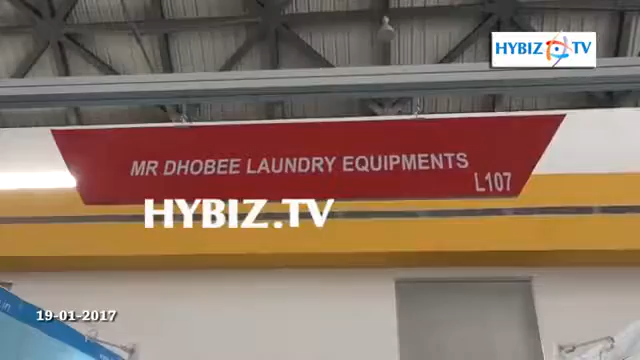 HYBIZ TV
MR DHOBEE LAUNDRY EQUIPMENTS
L107
HYBIZ.TV
19-01-2017